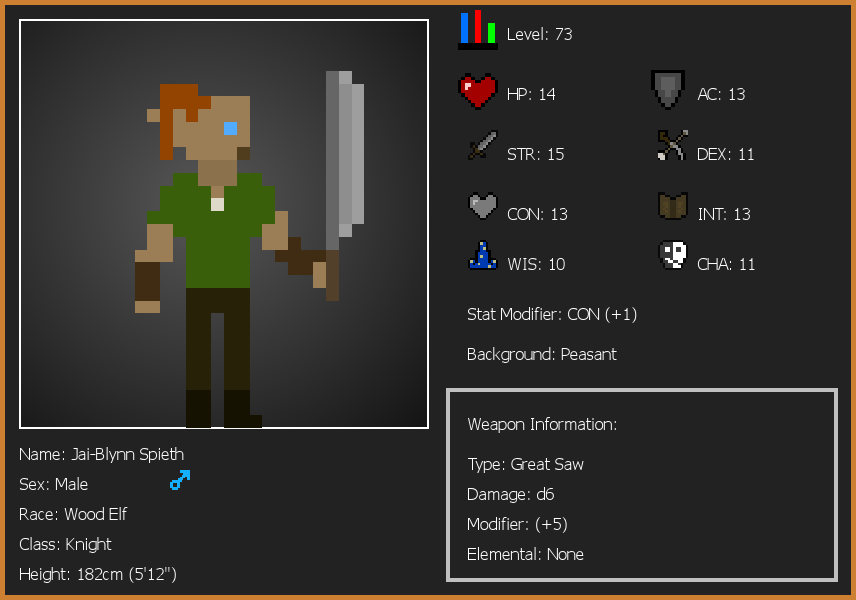 Level: 73
HP: 14
AC: 13
STR: 15
DEX: 11
CON: 13
INT: 13
WIS: 10
CHA: 11
Stat Modifier: CON (+1)
Background: Peasant
Weapon Information:
Type: Great Saw
Damage: d6
Modifier: (+5)
Elemental: None
Name: Jai-Blynn Spieth
Sex: Male
Race: Wood Elf
Class: Knight
Height: 182cm (5'12")